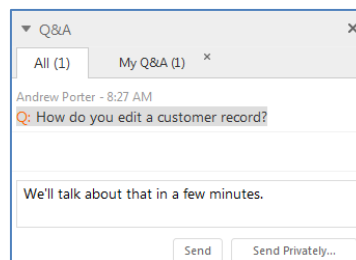 Q&A
All (1) My Q&A (1)
Andrew Porter - 8:27 AM
Q: How do you edit a customer record?
We'll talk about that in a few minutes.
Send Send Privately...